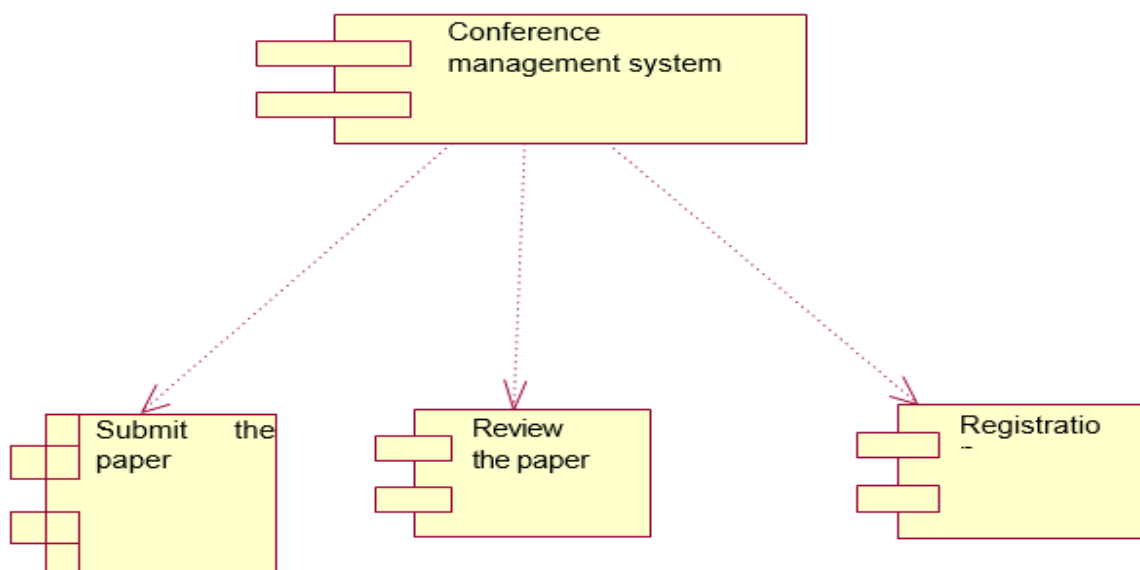 Conference
management system
Submit the
paper
Review
the paper
Registratio